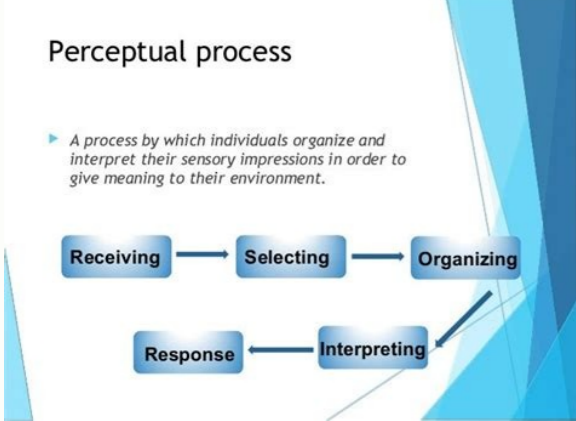 Perceptual process
A process by which individuals organize and
interpret their sensory impressions in order to
give meaning to their environment.
Receiving
Selecting
Organizing
Interpreting
Response